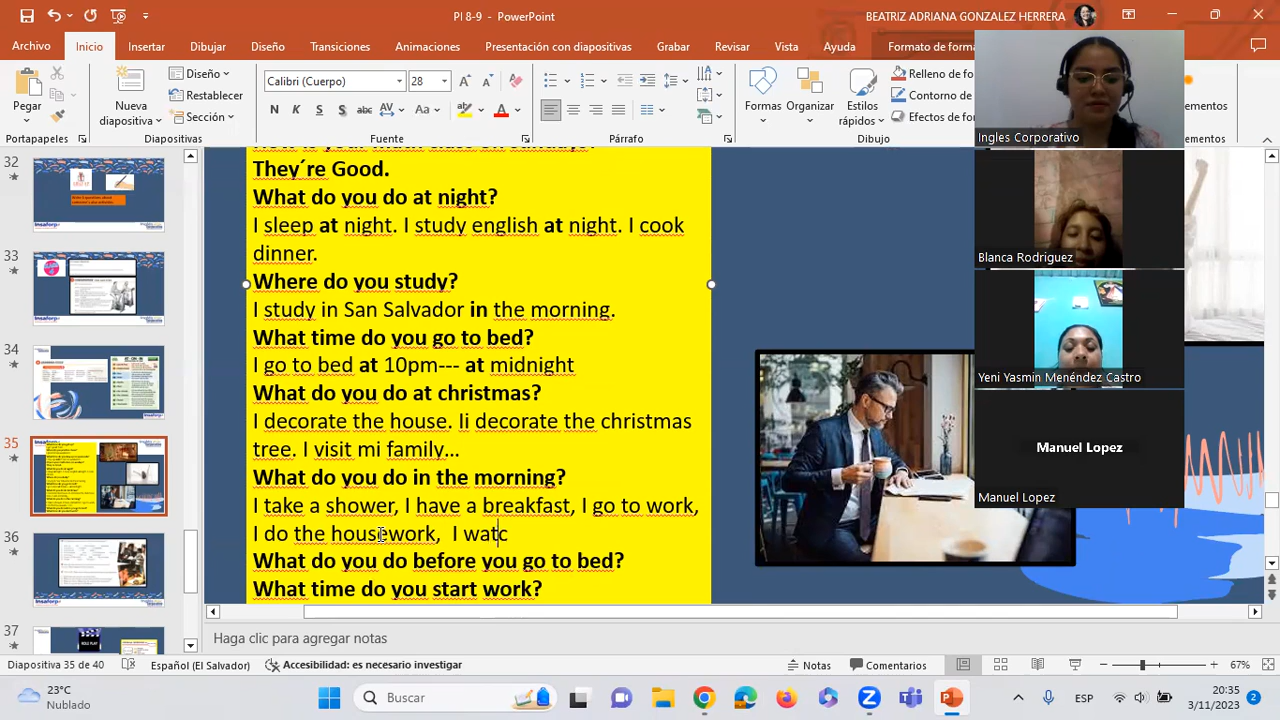 PI 8-9 - PowerPoint
BEATRIZ ADRIANA GONZALEZ HERRERA
Archivo Inicio Insertar Dibujar Diseño Transiciones Animaciones Presentación con diapositivas Grabar Revisar Vista Ayuda Formato de forma
Pegar
Nueva diapositiva
Diseño
Restablecer
Sección
Calibri (Cuerpo) 28
Formas Organizar Estilos rápidos
Relleno de fo
Contorno de
Efectos de fo
ementos
Portapapeles Diapositivas Fuente Párrafo Dibujo
32
33
34
35
36
37
They´re Good.
What do you do at night?
I sleep at night. I study english at night. I cook
dinner.
Where do you study?
I study in San Salvador in the morning.
What time do you go to bed?
I go to bed at 10pm--- at midnight
What do you do at christmas?
I decorate the house. Ii decorate the christmas
tree. I visit mi family...
What do you do in the morning?
I take a shower, I have a breakfast, I go to work,
I do the housework,  I watc
What do you do before you go to bed?
What time do you start work?
Ingles Corporativo
Blanca Rodriguez
Yeni Yasmin Menéndez Castro
Manuel Lopez
Manuel Lopez
Haga clic para agregar notas
Diapositiva 35 de 40 Español (El Salvador) Accesibilidad: es necesario investigar Notas Comentarios 67%
23°C
Nublado
Buscar
ESP
20:35
3/11/2023
2